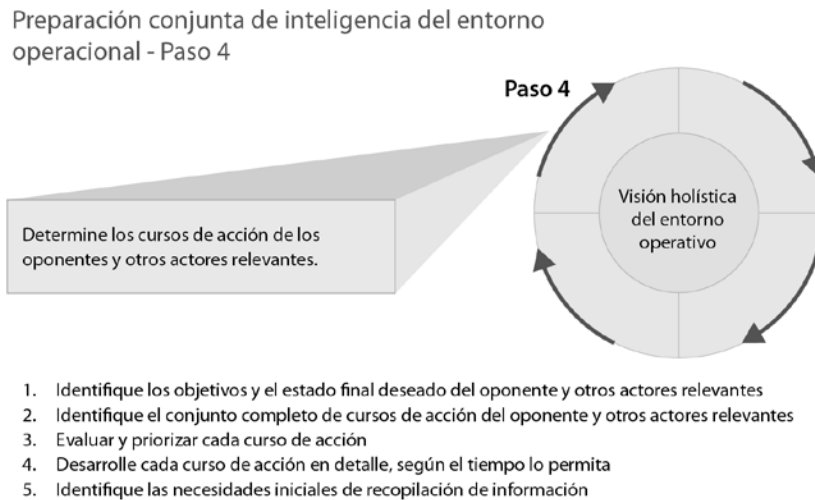 Preparación conjunta de inteligencia del entorno
operacional - Paso 4
Paso 4
Visión holística
del entorno
operativo
Determine los cursos de acción de los
oponentes y otros actores relevantes.
1. Identifique los objetivos y el estado final deseado del oponente y otros actores relevantes
2. Identifique el conjunto completo de cursos de acción del oponente y otros actores relevantes
3. Evaluar y priorizar cada curso de acción
4. Desarrolle cada curso de acción en detalle, según el tiempo lo permita
5. Identifique las necesidades iniciales de recopilación de información